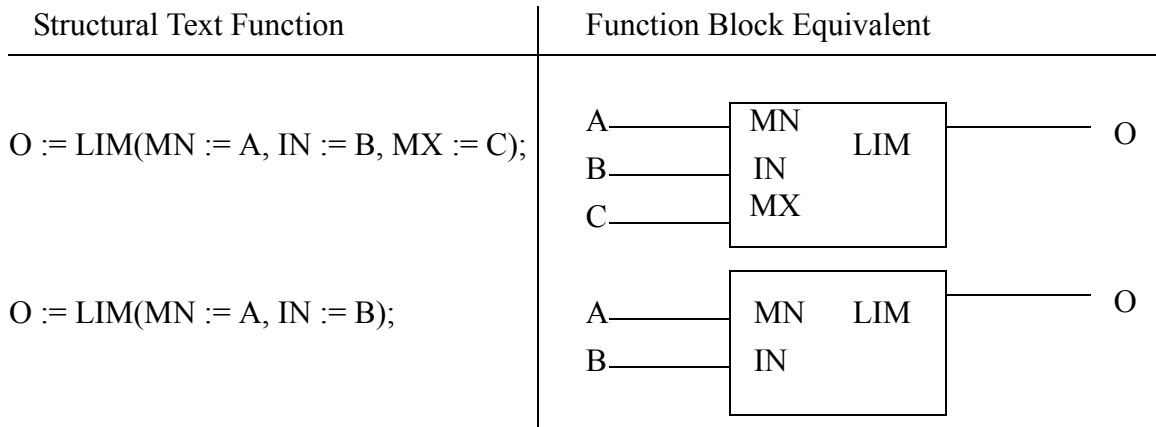 Structural Text Function
Function Block Equivalent
O := LIM(MN := A, IN := B, MX := C);
A MN LIM O
B IN
C MX
O := LIM(MN := A, IN := B);
A MN LIM O
B IN